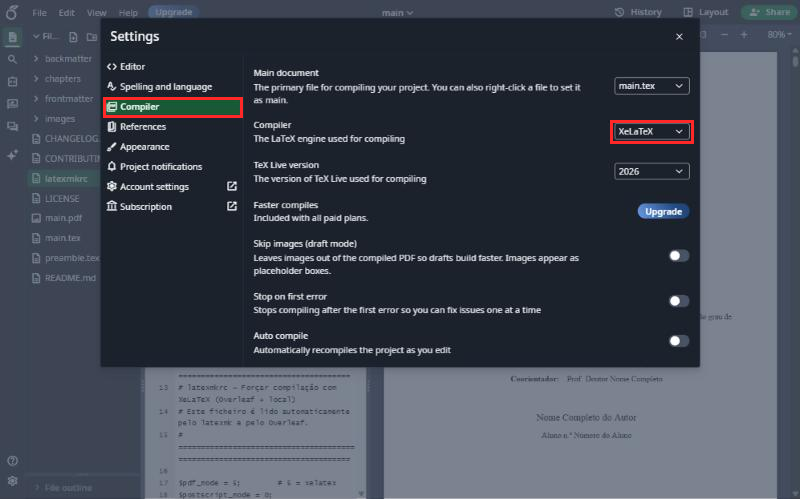 File Edit View Help Upgrade
main
History Layout Share
Settings
Editor
Spelling and language
Compiler
References
Appearance
Project notifications
Account settings
Subscription
Main document
The primary file for compiling your project. You can also right-click a file to set it
as main.
main.tex
Compiler
The LaTeX engine used for compiling
XeLaTeX
TeX Live version
The version of TeX Live used for compiling
2026
Faster compiles
Included with all paid plans.
Upgrade
Skip images (draft mode)
Leaves images out of the compiled PDF so drafts build faster. Images appear as
placeholder boxes.
Stop on first error
Stops compiling after the first error so you can fix issues one at a time
Auto compile
Automatically recompiles the project as you edit
Fil...
backmatter
chapters
frontmatter
images
CHANGELOG.
CONTRIBUTIN
latexmkrc
LICENSE
main.pdf
main.tex
preamble.tex
README.md
File outline
80%
grau de
======================================
13 # latexmkrc – Forçar compilação com
XeLaTeX (Overleaf + local)
14 # Este ficheiro é lido automaticamente
pelo latexmk e pelo Overleaf.
15 #
======================================
======================================
16
17 $pdf_mode = 5; # 5 = xelatex
18 $postscript_mode = 0;
Coorientador: Prof. Doutor Nome Completo
Nome Completo do Autor
Aluno n.º Número do Aluno